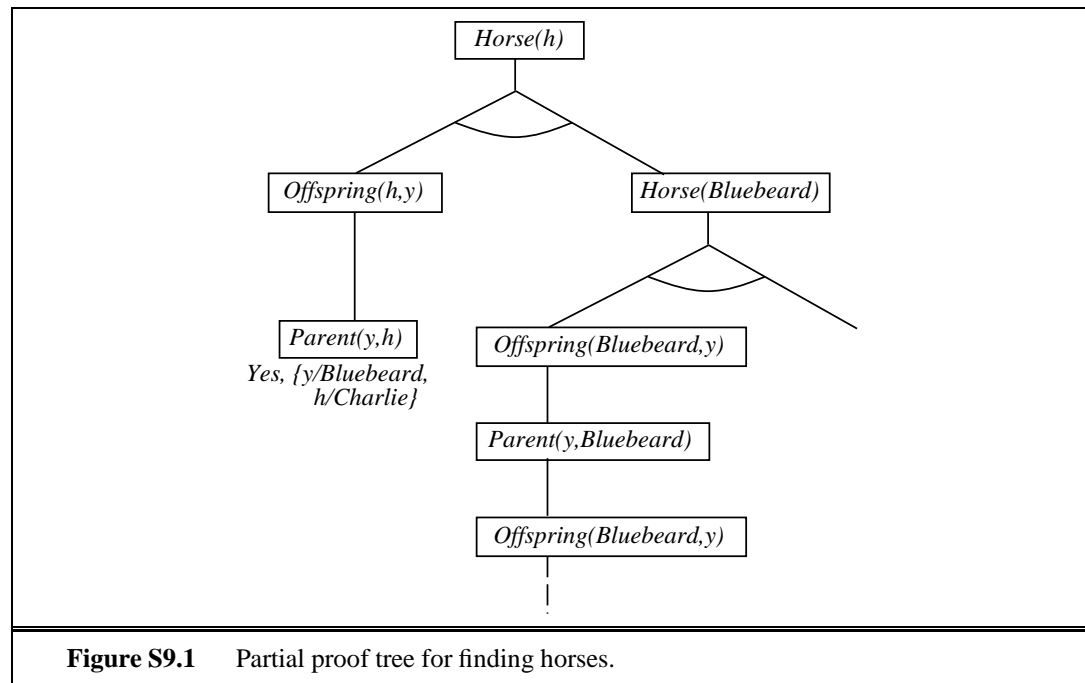 Horse(h)
Offspring(h,y)
Horse(Bluebeard)
Parent(y,h)
Yes, {y/Bluebeard,
h/Charlie}
Offspring(Bluebeard,y)
Parent(y,Bluebeard)
Offspring(Bluebeard,y)
Figure S9.1 Partial proof tree for finding horses.